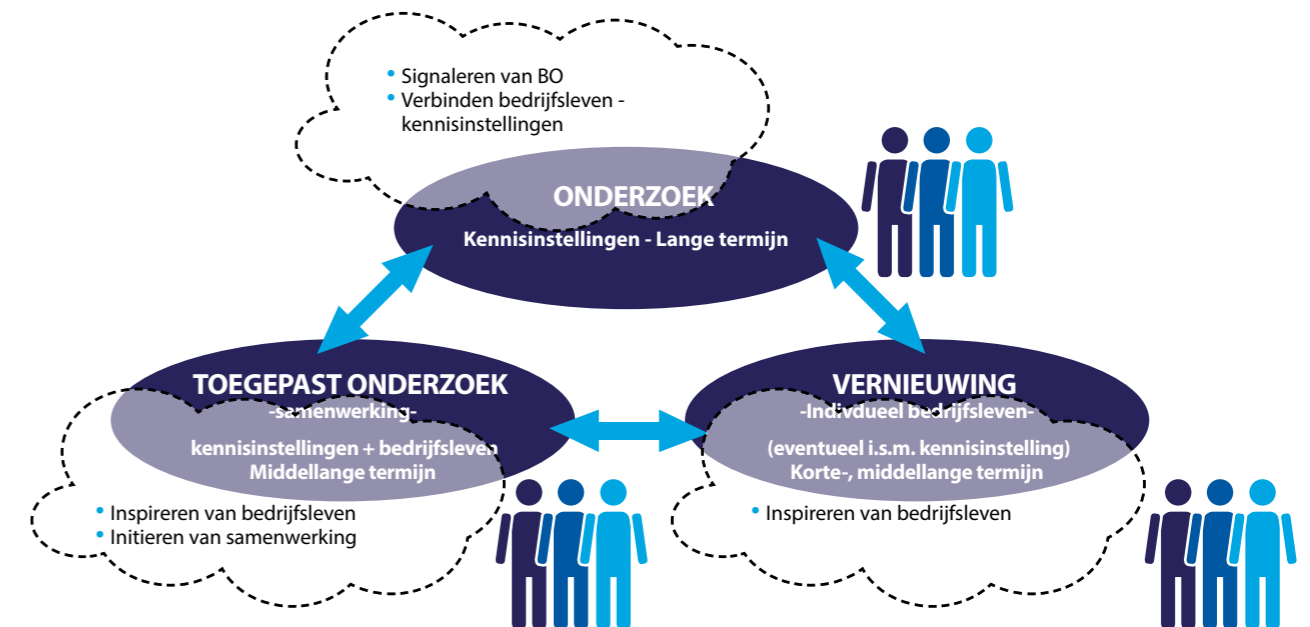 • Signaleren van BO
• Verbinden bedrijfsleven -
kennisinstellingen
ONDERZOEK
Kennisinstellingen - Lange termijn
TOEGEPAST ONDERZOEK
-samenwerking-
kennisinstellingen + bedrijfsleven
Middellange termijn
• Inspireren van bedrijfsleven
• Initieren van samenwerking
VERNIEUWING
-Indivdueel bedrijfsleven-
(eventueel i.s.m. kennisinstelling)
Korte-, middellange termijn
• Inspireren van bedrijfsleven